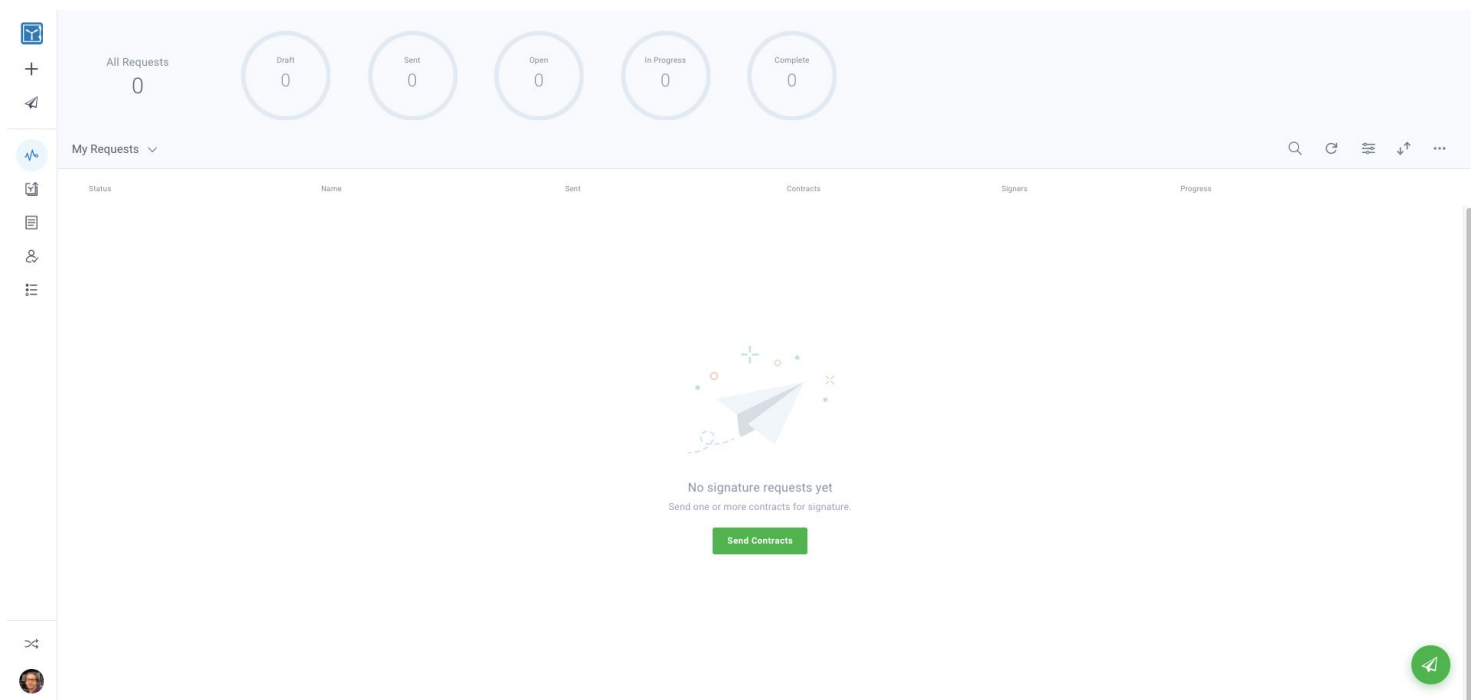 All Requests
0
Draft
0
Sent
0
Open
0
In Progress
0
Complete
0
My Requests
Status Name Sent Contracts Signers Progress
No signature requests yet
Send one or more contracts for signature.
Send Contracts